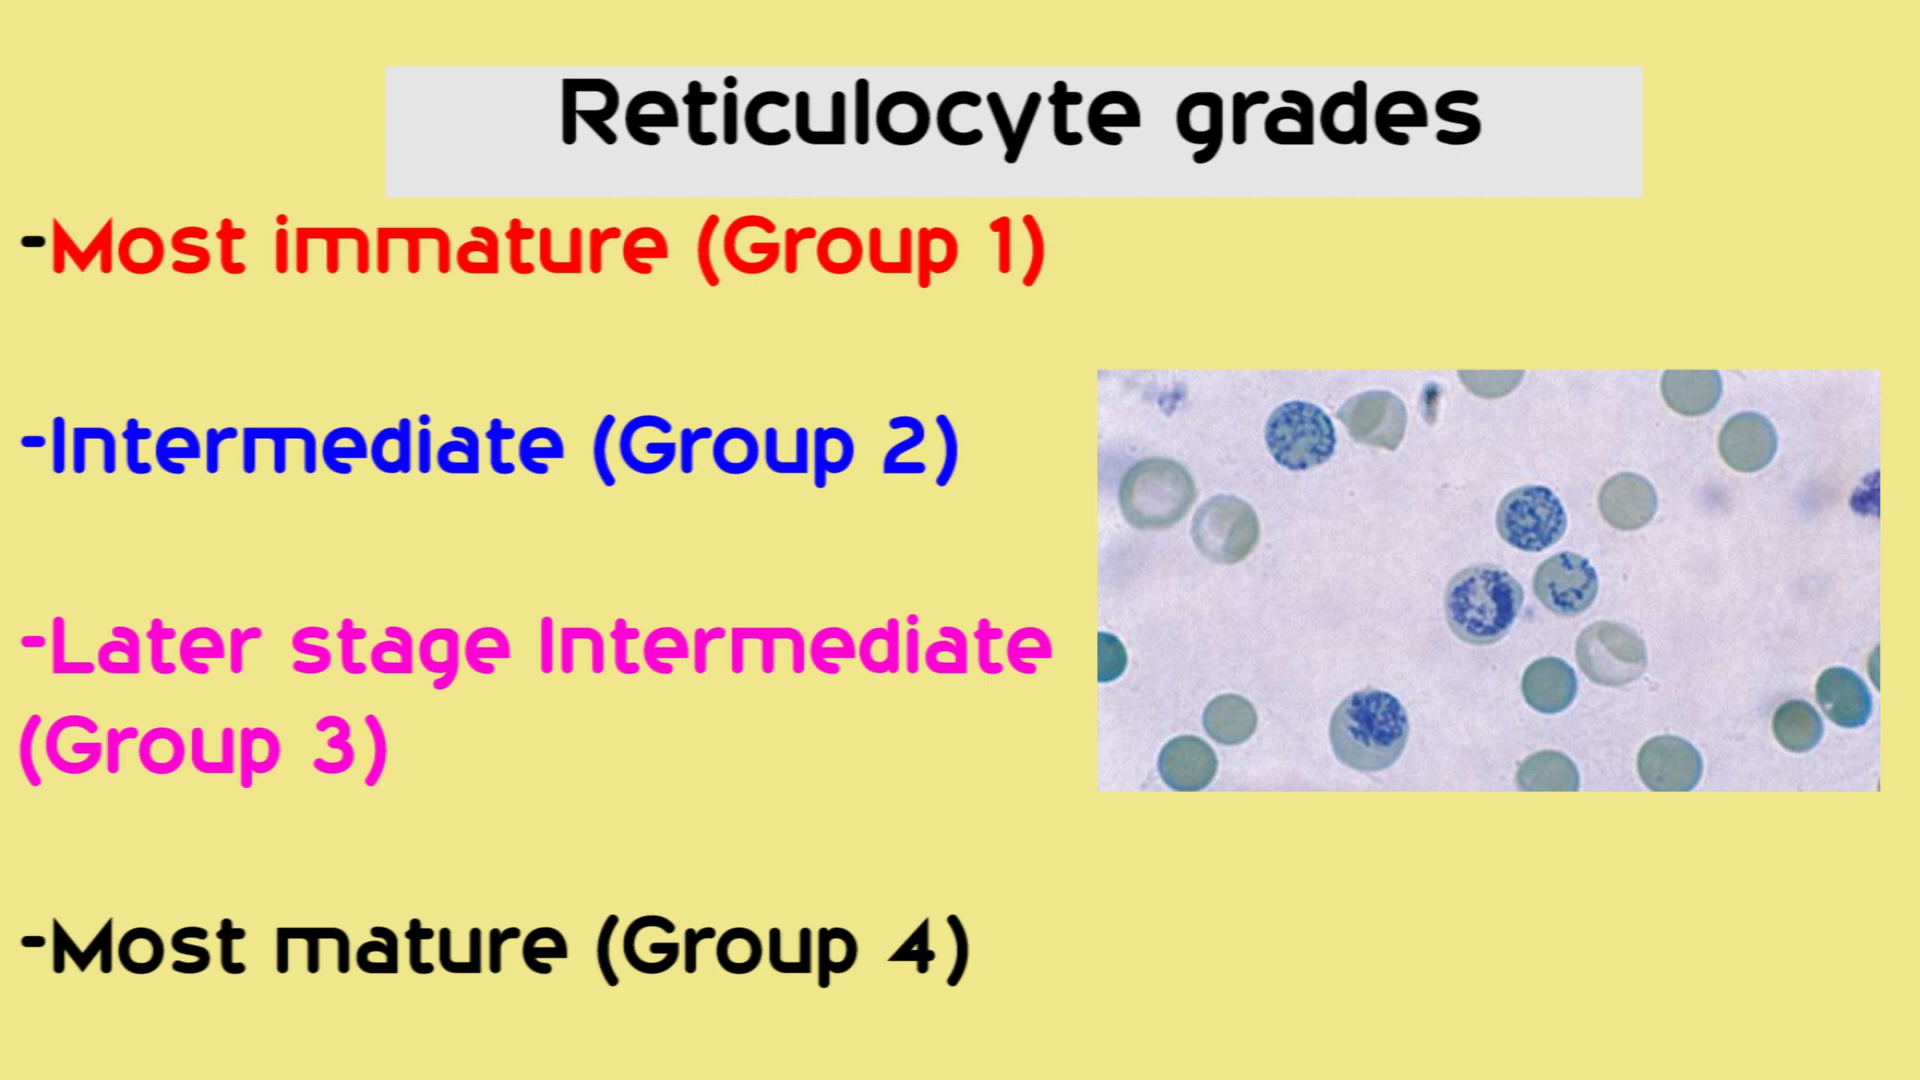 Reticulocyte grades
-Most immature (Group 1)
-Intermediate (Group 2)
-Later stage Intermediate
(Group 3)
-Most mature (Group 4)